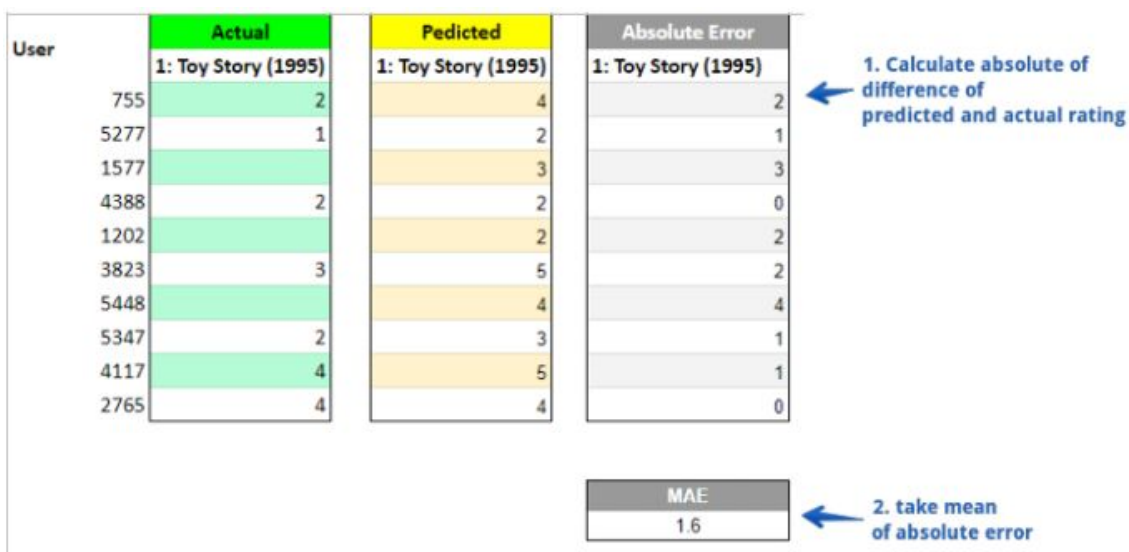 Actual Pedicted Absolute Error
User
1: Toy Story (1995) 1: Toy Story (1995) 1: Toy Story (1995)
755 2 4 2
5277 1 2 1
1577 3 3
4388 2 2 0
1202 2 2
3823 3 5 2
5448 4 4
5347 2 3 1
4117 4 5 1
2765 4 4 0
1. Calculate absolute of
difference of
predicted and actual rating
MAE
1.6
2. take mean
of absolute error